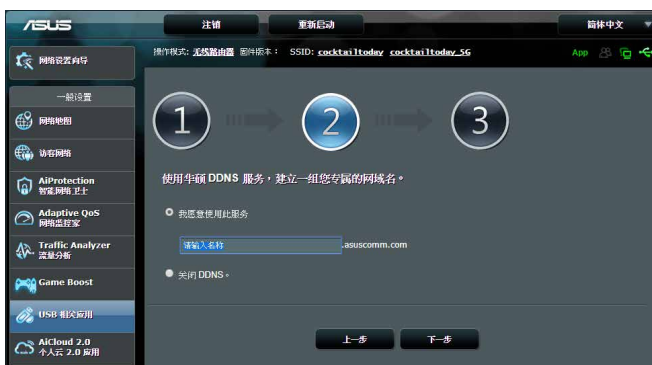 ASUS
注销
重新启动
简体中文
操作模式: 无线路由器 固件版本: SSID: cocktailtoday cocktailtoday_5G
App
网络设置向导
一般设置
网络地图
访客网络
AiProtection
智能网络卫士
Adaptive QoS
网络监控家
Traffic Analyzer
流量分析
Game Boost
USB 相关应用
AiCloud 2.0
个人云 2.0 应用
1
2
3
使用华硕 DDNS 服务，建立一组您专属的网域名。
我愿意使用此服务
请输入名称 .asuscomm.com
关闭 DDNS。
上一步
下一步